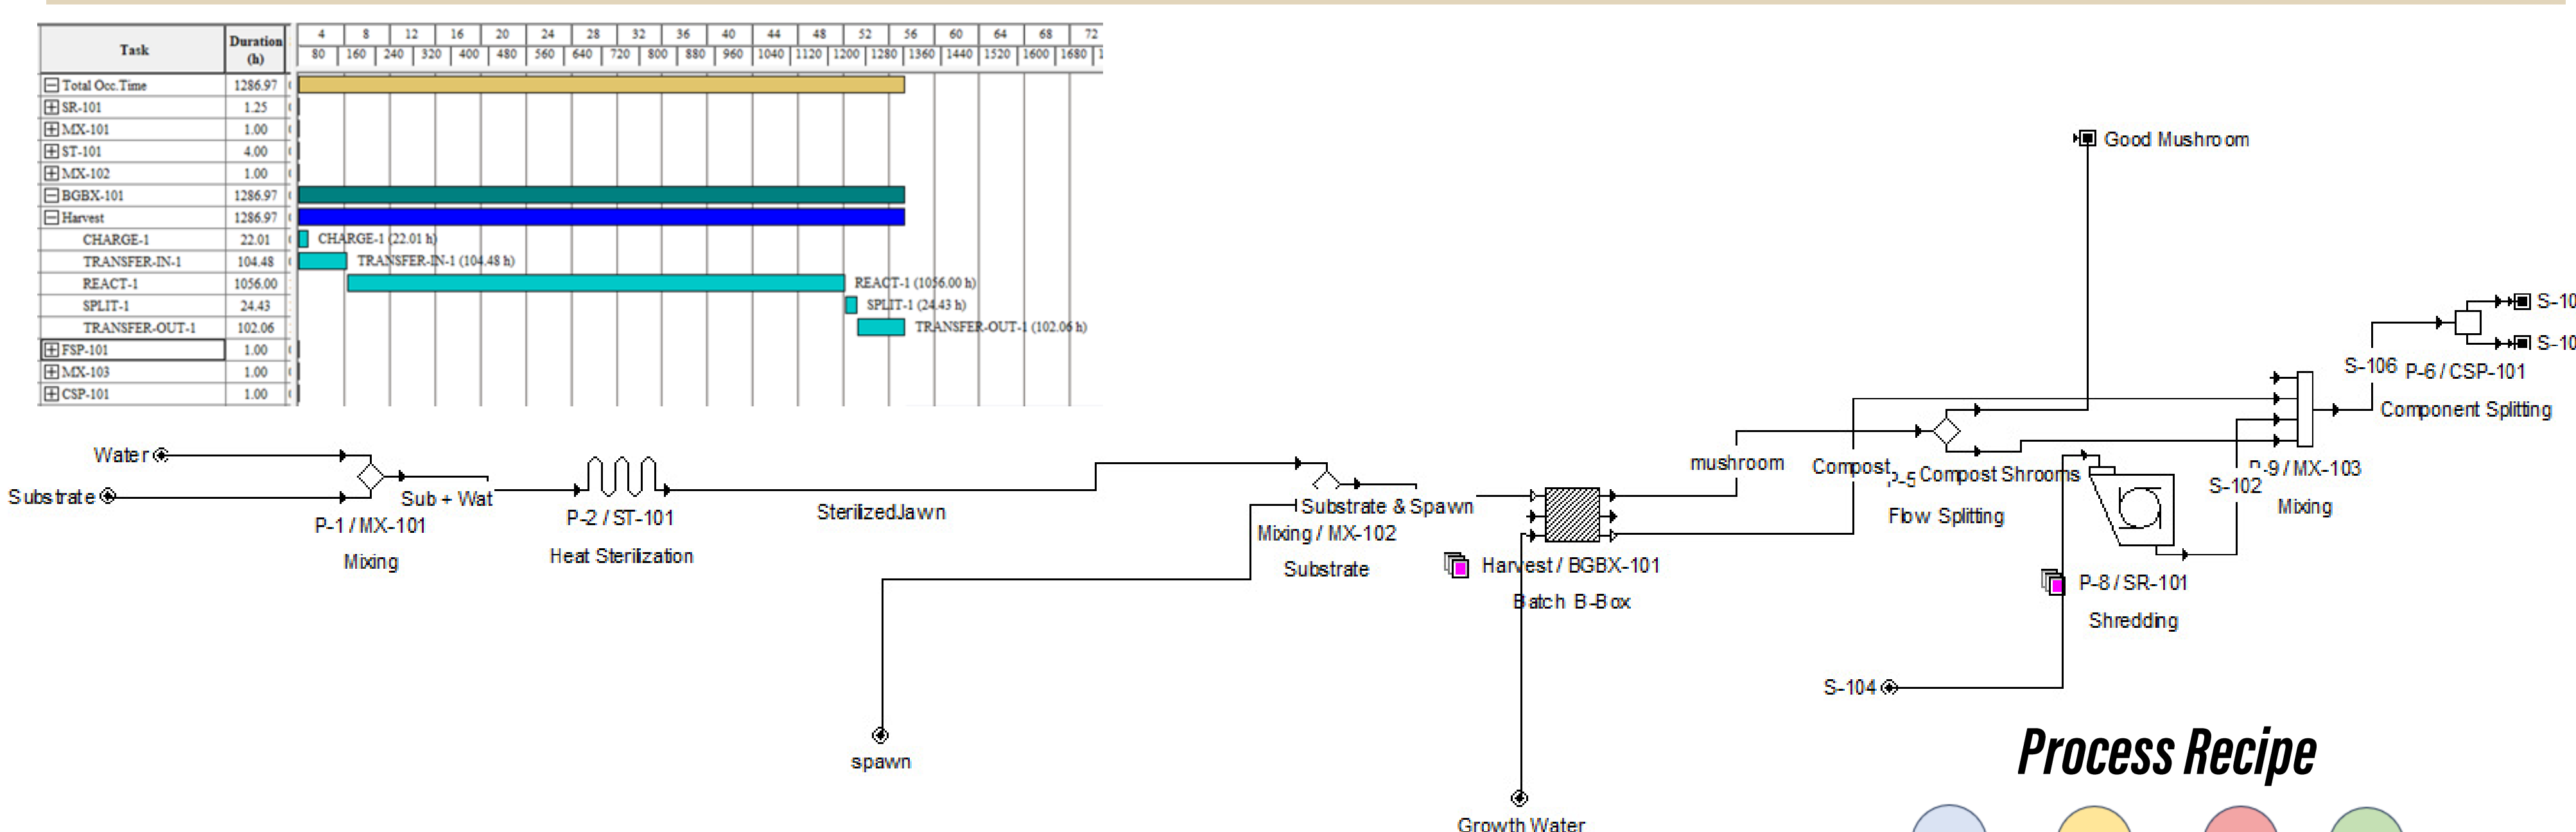 Task Duration (h) 4 8 12 16 20 24 28 32 36 40 44 48 52 56 60 64 68 72
80 160 240 320 400 480 560 640 720 800 880 960 1040 1120 1200 1280 1360 1440 1520 1600 1680
Total Occ.Time 1286.97
SR-101 1.25
MX-101 1.00
ST-101 4.00
MX-102 1.00
BGBX-101 1286.97
Harvest 1286.97
CHARGE-1 22.01 CHARGE-1 (22.01 h)
TRANSFER-IN-1 104.48 TRANSFER-IN-1 (104.48 h)
REACT-1 1056.00 REACT-1 (1056.00 h)
SPLIT-1 24.43 SPLIT-1 (24.43 h)
TRANSFER-OUT-1 102.06 TRANSFER-OUT-1 (102.06 h)
FSP-101 1.00
MX-103 1.00
CSP-101 1.00
Water
Substrate
Sub + Wat
P-1 / MX-101
Mixing
P-2 / ST-101
Heat Sterilization
SterilizedJawn
spawn
Substrate & Spawn
Mixing / MX-102
Substrate
Harvest / BGBX-101
Batch B-Box
Growth Water
mushroom
Compost
P-5
Compost Shrooms
Flow Splitting
Good Mushroom
S-104
P-8 / SR-101
Shredding
S-102
P-9 / MX-103
Mixing
S-106
P-6 / CSP-101
Component Splitting
S-10
S-10
Process Recipe